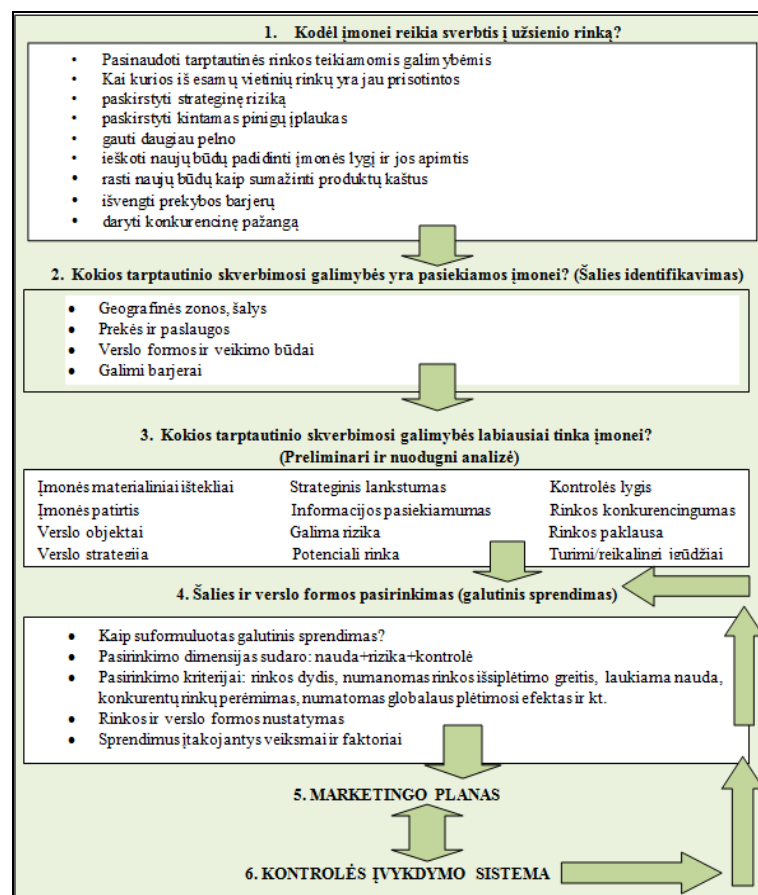 1. Kodėl įmonei reikia sverbtis į užsienio rinką?
• Pasinaudoti tarptautinės rinkos teikiamomis galimybėmis
• Kai kurios iš esamų vietinių rinkų yra jau prisotintos
• paskirstyti strateginę riziką
• paskirstyti kintamas pinigų įplaukas
• gauti daugiau pelno
• ieškoti naujų būdų padidinti įmonės lygį ir jos apimtis
• rasti naujų būdų kaip sumažinti produktų kaštus
• išvengti prekybos barjerų
• daryti konkurencinę pažangą
2. Kokios tarptautinio skverbimosi galimybės yra pasiekiamos įmonei? (Šalies identifikavimas)
• Geografinės zonos, šalys
• Prekės ir paslaugos
• Verslo formos ir veikimo būdai
• Galimi barjerai
3. Kokios tarptautinio skverbimosi galimybės labiausiai tinka įmonei?
(Preliminari ir nuodugni analizė)
Įmonės materialiniai ištekliai Strateginis lankstumas Kontrolės lygis
Įmonės patirtis Informacijos pasiekiamumas Rinkos konkurencingumas
Verslo objektai Galima rizika Rinkos paklausa
Verslo strategija Potenciali rinka Turimi/reikalingi įgūdžiai
4. Šalies ir verslo formos pasirinkimas (galutinis sprendimas)
• Kaip suformuluotas galutinis sprendimas?
• Pasirinkimo dimensijas sudaro: nauda+rizika+kontrolė
• Pasirinkimo kriterijai: rinkos dydis, numanomas rinkos išsiplėtimo greitis, laukiama nauda,
konkurentų rinkų perėmimas, numatomas globalaus plėtimosi efektas ir kt.
• Rinkos ir verslo formos nustatymas
• Sprendimus įtakojantys veiksmai ir faktoriai
5. MARKETINGO PLANAS
6. KONTROLĖS ĮVYKDYMO SISTEMA